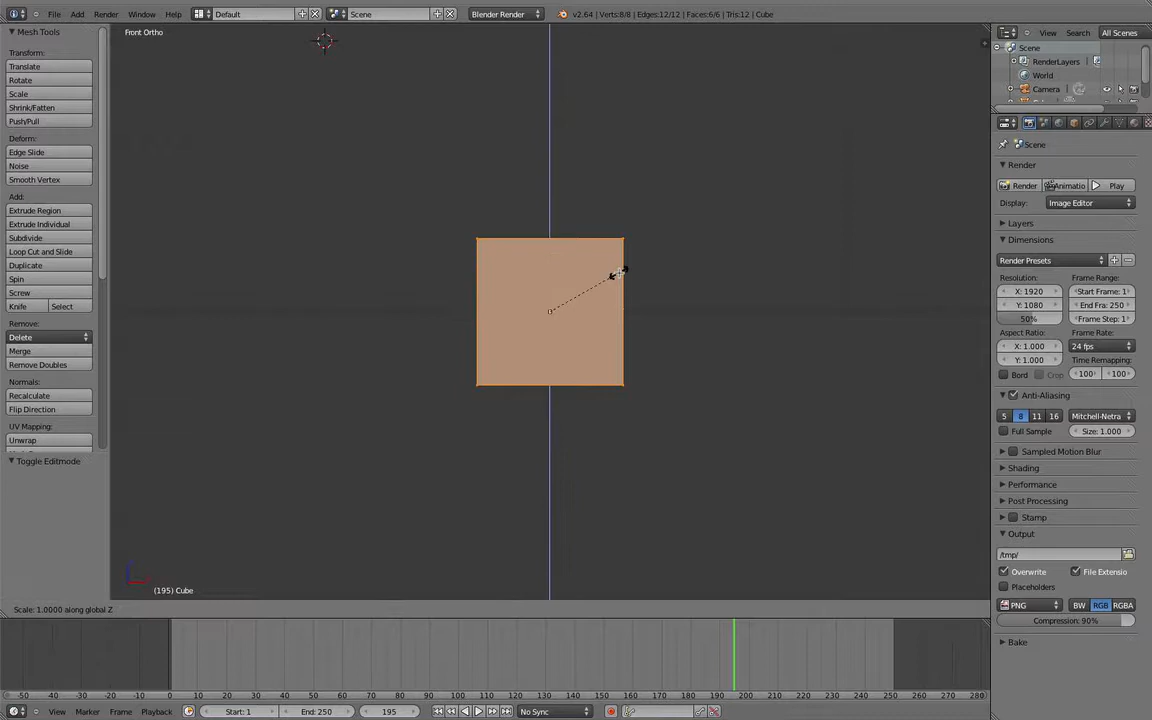 File Add Render Window Help Default Scene Blender Render v2.64 | Verts:8/8 | Edges:12/12 | Faces:6/6 | Tris:12 | Cube
Mesh Tools
Transform:
Translate
Rotate
Scale
Shrink/Fatten
Push/Pull
Deform:
Edge Slide
Noise
Smooth Vertex
Add:
Extrude Region
Extrude Individual
Subdivide
Loop Cut and Slide
Duplicate
Spin
Screw
Knife Select
Remove:
Delete
Merge
Remove Doubles
Normals:
Recalculate
Flip Direction
UV Mapping:
Unwrap
Toggle Editmode
Front Ortho
(195) Cube
Scale: 1.0000 along global Z
View Search All Scenes
Scene
RenderLayers
World
Camera
Scene
Render
Render Animatio Play
Display: Image Editor
Layers
Dimensions
Render Presets
Resolution: Frame Range:
X: 1920 Start Frame: 1
Y: 1080 End Fra: 250
50% Frame Step: 1
Aspect Ratio: Frame Rate:
X: 1.000 24 fps
Y: 1.000 Time Remapping:
Bord Crop 100 100
Anti-Aliasing
5 8 11 16 Mitchell-Netra
Full Sample Size: 1.000
Sampled Motion Blur
Shading
Performance
Post Processing
Stamp
Output
/tmp/
Overwrite File Extensio
Placeholders
PNG BW RGB RGBA
Compression: 90%
Bake
-50 -40 -30 -20 -10 0 10 20 30 40 50 60 70 80 90 100 110 120 130 140 150 160 170 180 190 200 210 220 230 240 250 260 270 280
View Marker Frame Playback Start: 1 End: 250 195 No Sync